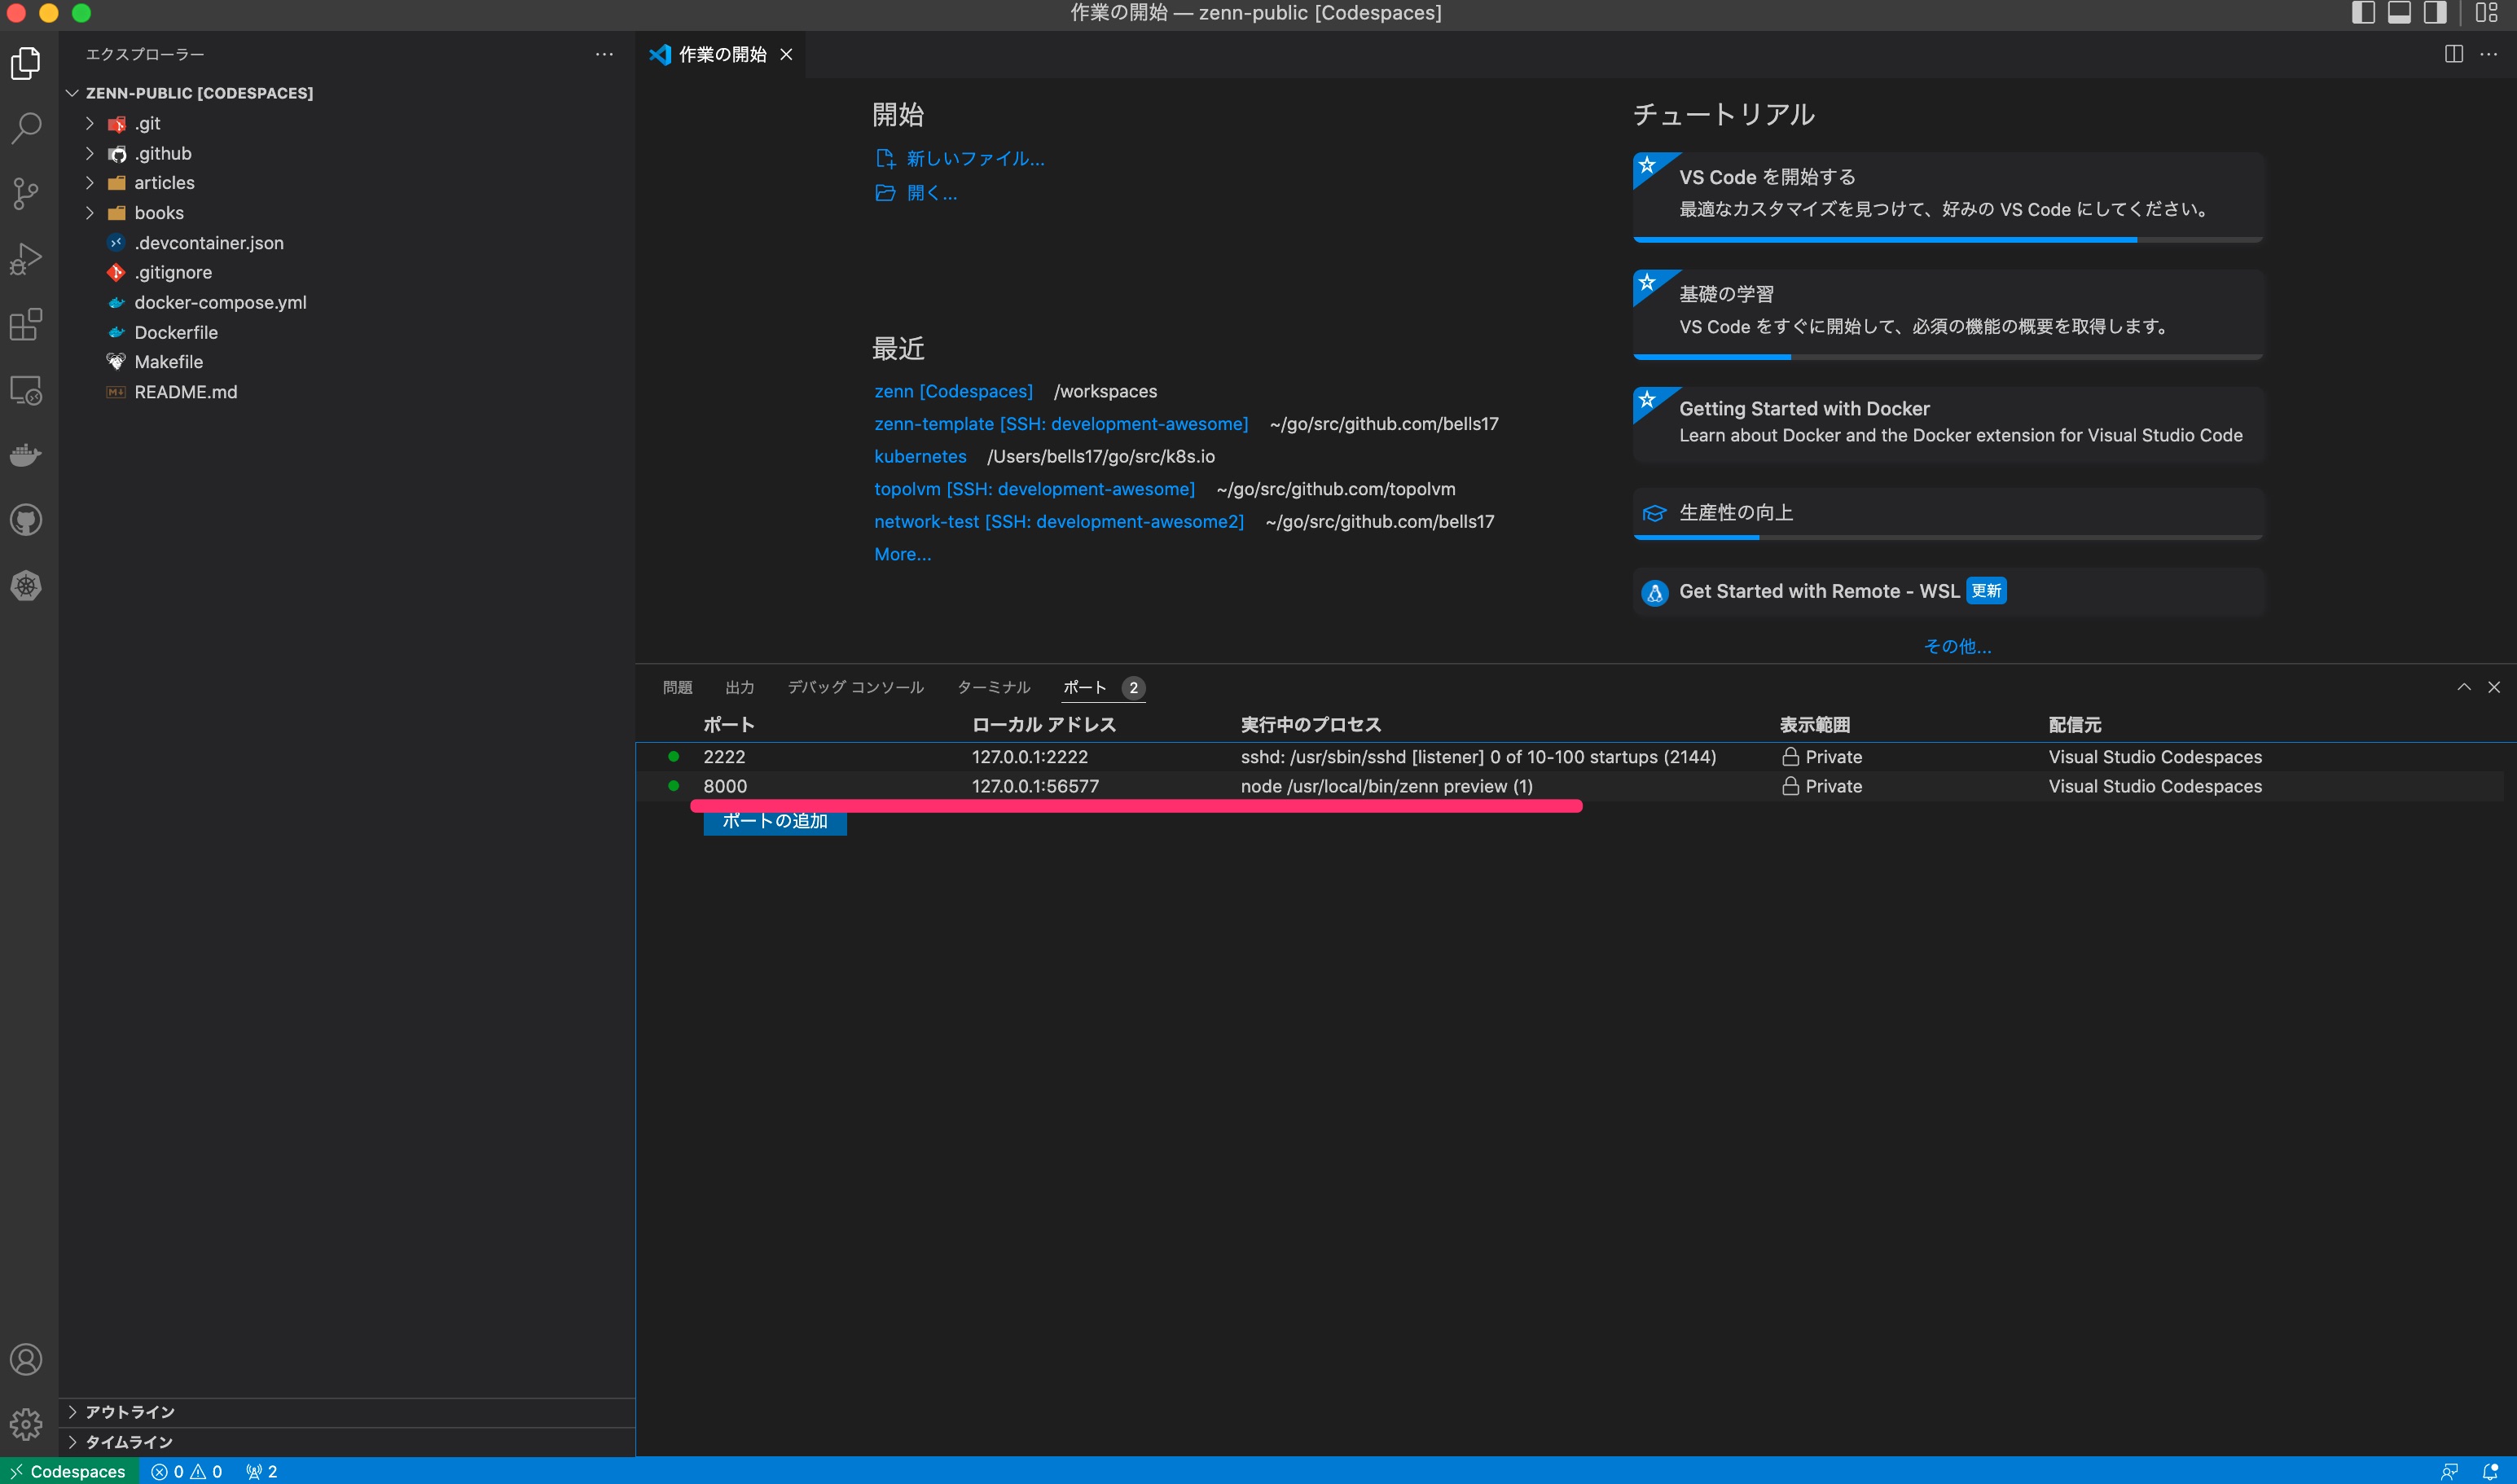 作業の開始 — zenn-public [Codespaces]
エクスプローラー
ZENN-PUBLIC [CODESPACES]
.git
.github
articles
books
.devcontainer.json
.gitignore
docker-compose.yml
Dockerfile
Makefile
README.md
アウトライン
タイムライン
作業の開始
開始
新しいファイル...
開く...
最近
zenn [Codespaces] /workspaces
zenn-template [SSH: development-awesome] ~/go/src/github.com/bells17
kubernetes /Users/bells17/go/src/k8s.io
topolvm [SSH: development-awesome] ~/go/src/github.com/topolvm
network-test [SSH: development-awesome2] ~/go/src/github.com/bells17
More...
チュートリアル
VS Code を開始する
最適なカスタマイズを見つけて、好みの VS Code にしてください。
基礎の学習
VS Code をすぐに開始して、必須の機能の概要を取得します。
Getting Started with Docker
Learn about Docker and the Docker extension for Visual Studio Code
生産性の向上
Get Started with Remote - WSL 更新
その他...
問題 出力 デバッグ コンソール ターミナル ポート 2
ポート ローカル アドレス 実行中のプロセス 表示範囲 配信元
2222 127.0.0.1:2222 sshd: /usr/sbin/sshd [listener] 0 of 10-100 startups (2144) Private Visual Studio Codespaces
8000 127.0.0.1:56577 node /usr/local/bin/zenn preview (1) Private Visual Studio Codespaces
ポートの追加
Codespaces 0 0 2